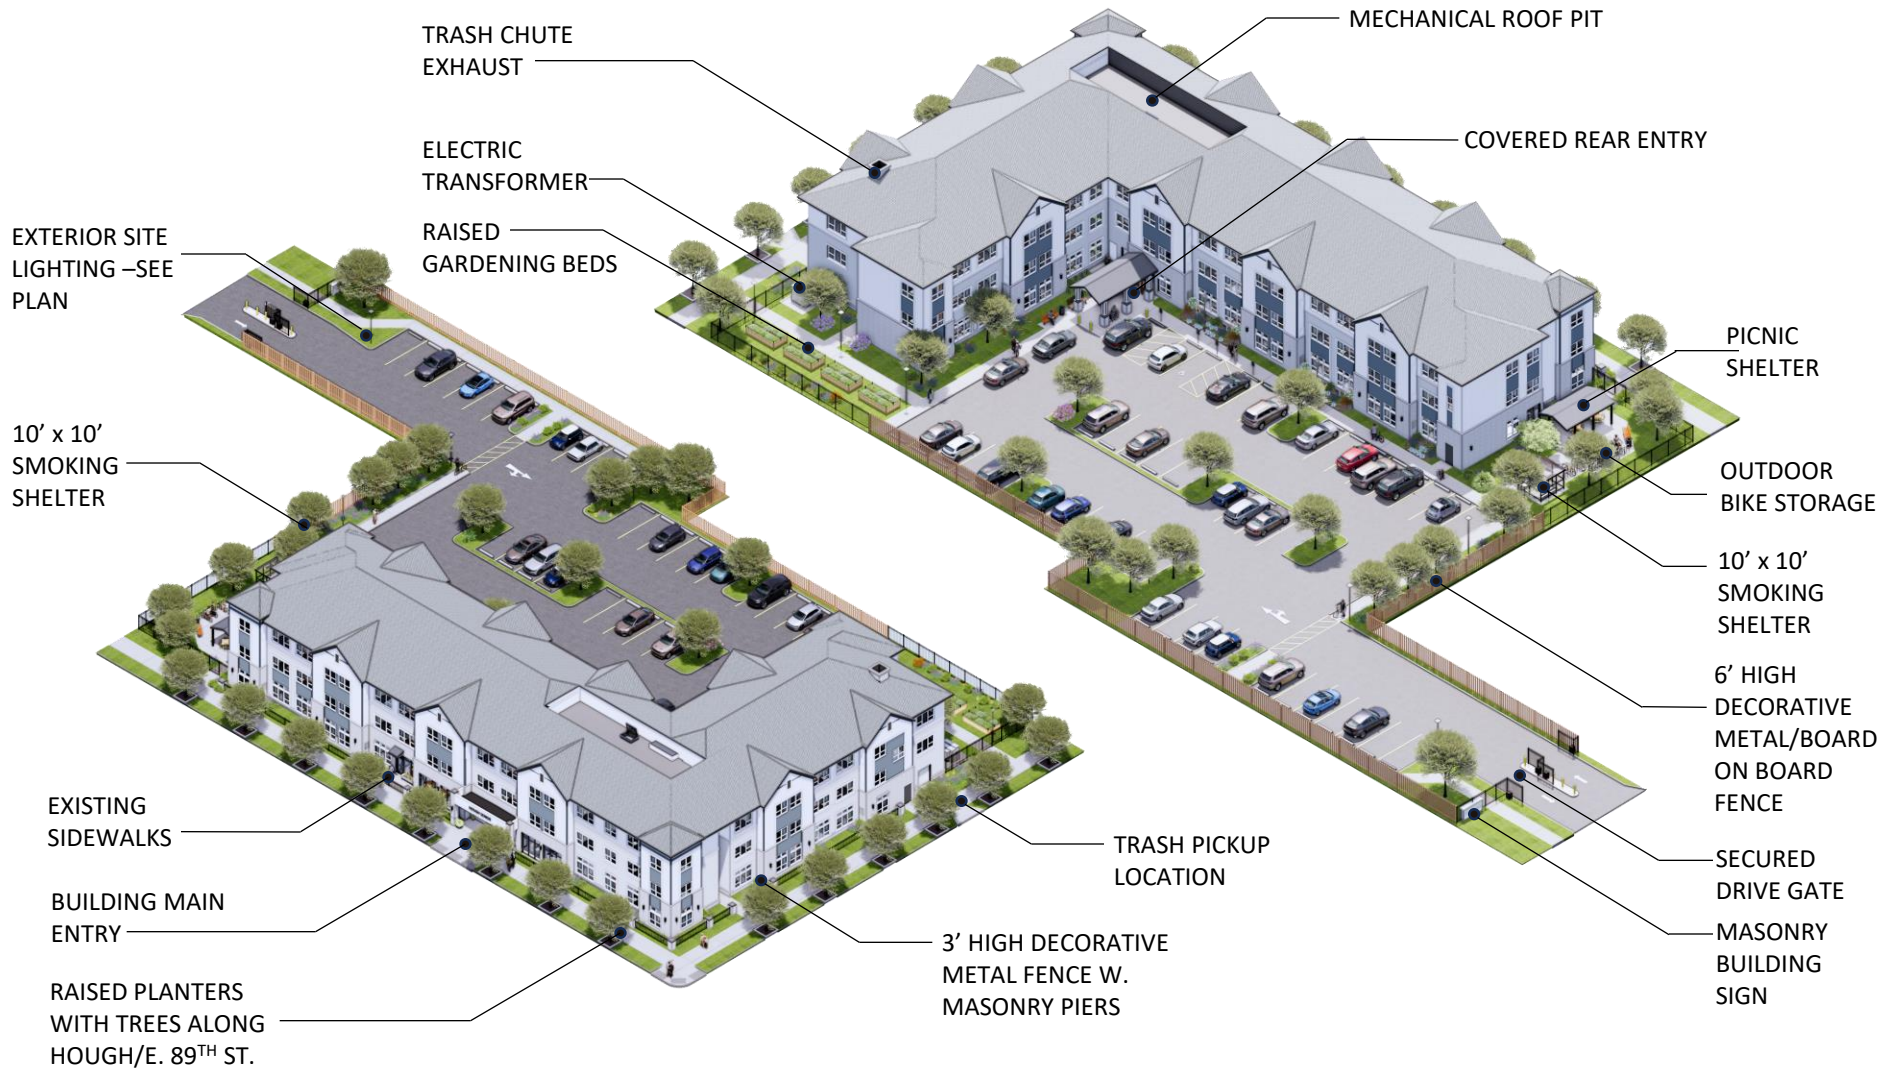 TRASH CHUTE
EXHAUST
MECHANICAL ROOF PIT
ELECTRIC
TRANSFORMER
COVERED REAR ENTRY
RAISED
GARDENING BEDS
EXTERIOR SITE
LIGHTING –SEE
PLAN
PICNIC
SHELTER
10’ x 10’
SMOKING
SHELTER
OUTDOOR
BIKE STORAGE
10’ x 10’
SMOKING
SHELTER
6’ HIGH
DECORATIVE
METAL/BOARD
ON BOARD
FENCE
EXISTING
SIDEWALKS
TRASH PICKUP
LOCATION
SECURED
DRIVE GATE
BUILDING MAIN
ENTRY
3’ HIGH DECORATIVE
METAL FENCE W.
MASONRY PIERS
MASONRY
BUILDING
SIGN
RAISED PLANTERS
WITH TREES ALONG
HOUGH/E. 89TH ST.